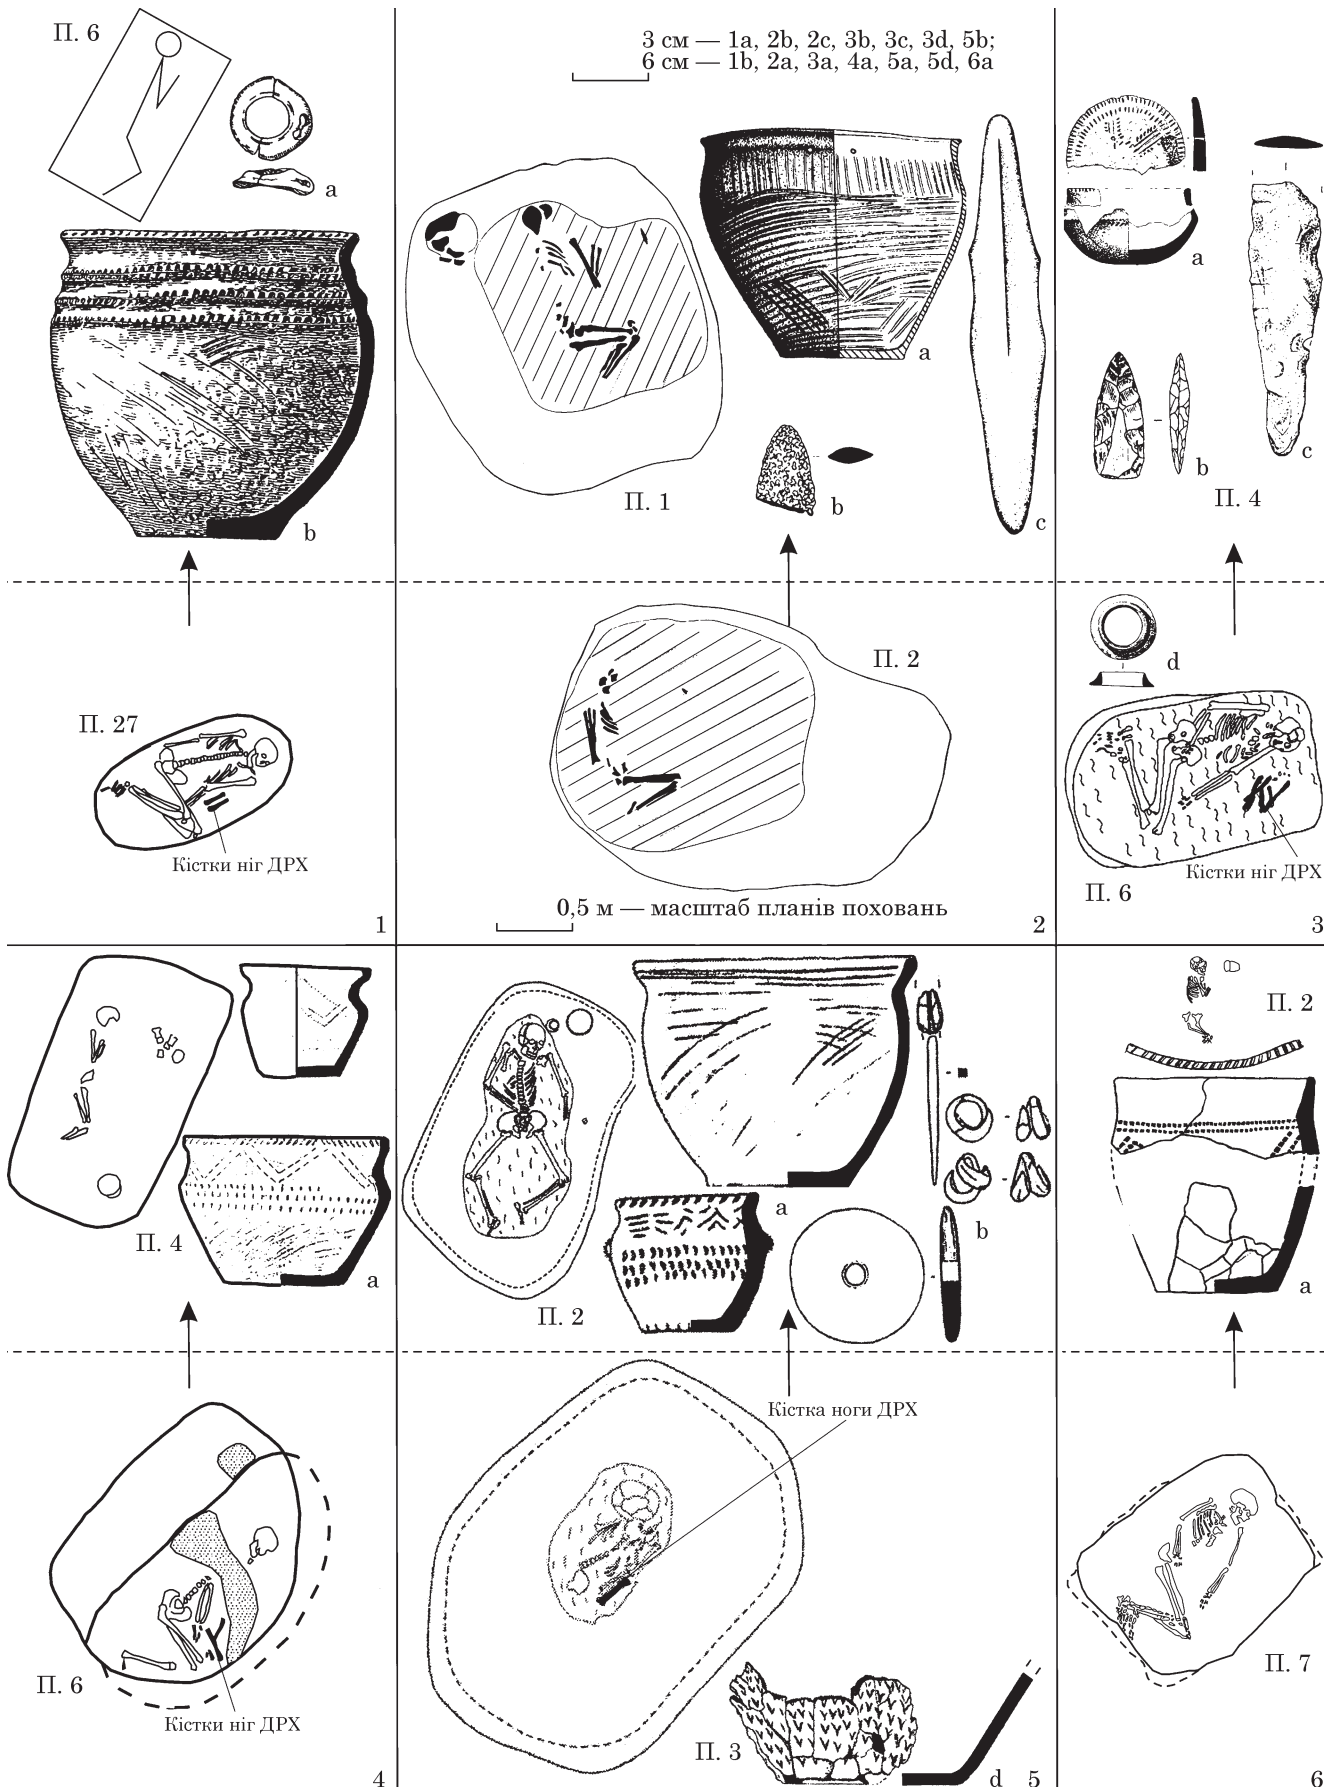 П. 6
a
b
П. 27
Кістки ніг ДРХ
1
3 см — 1a, 2b, 2c, 3b, 3c, 3d, 5b;
6 см — 1b, 2a, 3a, 4a, 5a, 5d, 6a
П. 1
a
b
c
П. 2
0,5 м — масштаб планів поховань
2
a
b
c
П. 4
d
П. 6
Кістки ніг ДРХ
3
П. 4
a
П. 6
Кістки ніг ДРХ
4
П. 2
a
b
Кістка ноги ДРХ
П. 3
d
5
П. 2
a
П. 7
6